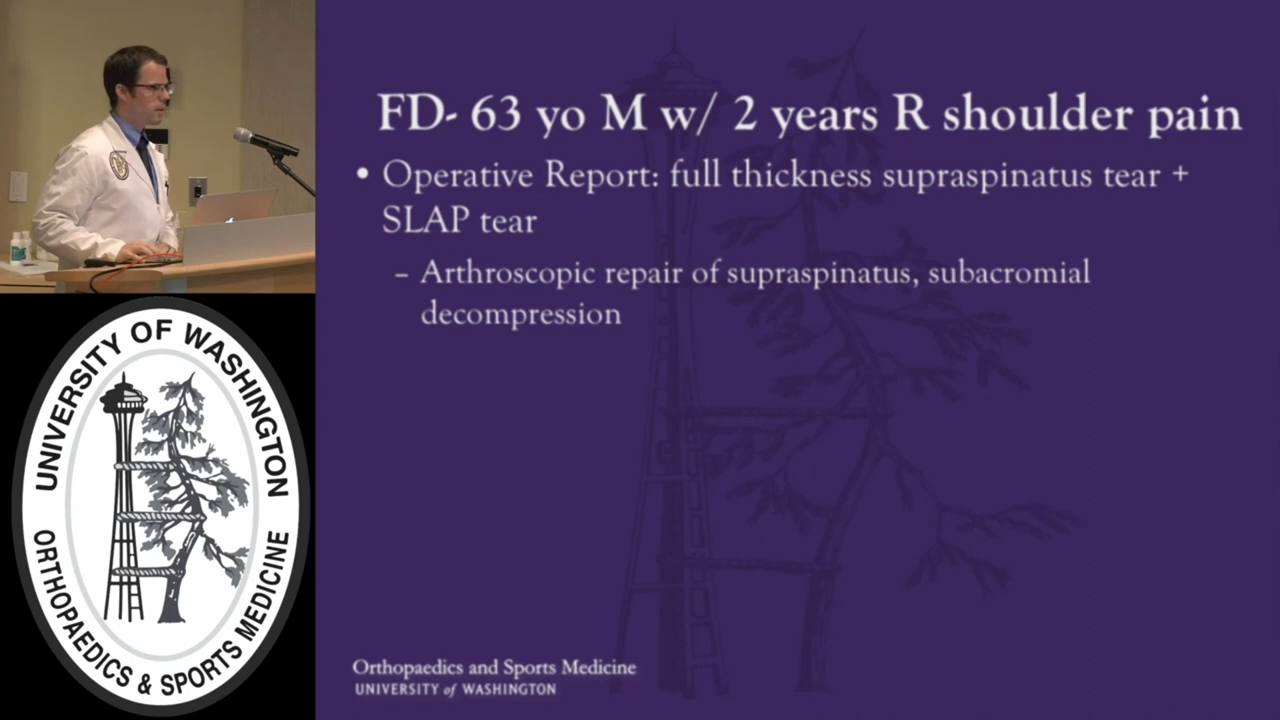 FD- 63 yo M w/ 2 years R shoulder pain
• Operative Report: full thickness supraspinatus tear +
SLAP tear
– Arthroscopic repair of supraspinatus, subacromial
decompression
UNIVERSITY OF WASHINGTON
ORTHOPAEDICS & SPORTS MEDICINE
Orthopaedics and Sports Medicine
UNIVERSITY of WASHINGTON